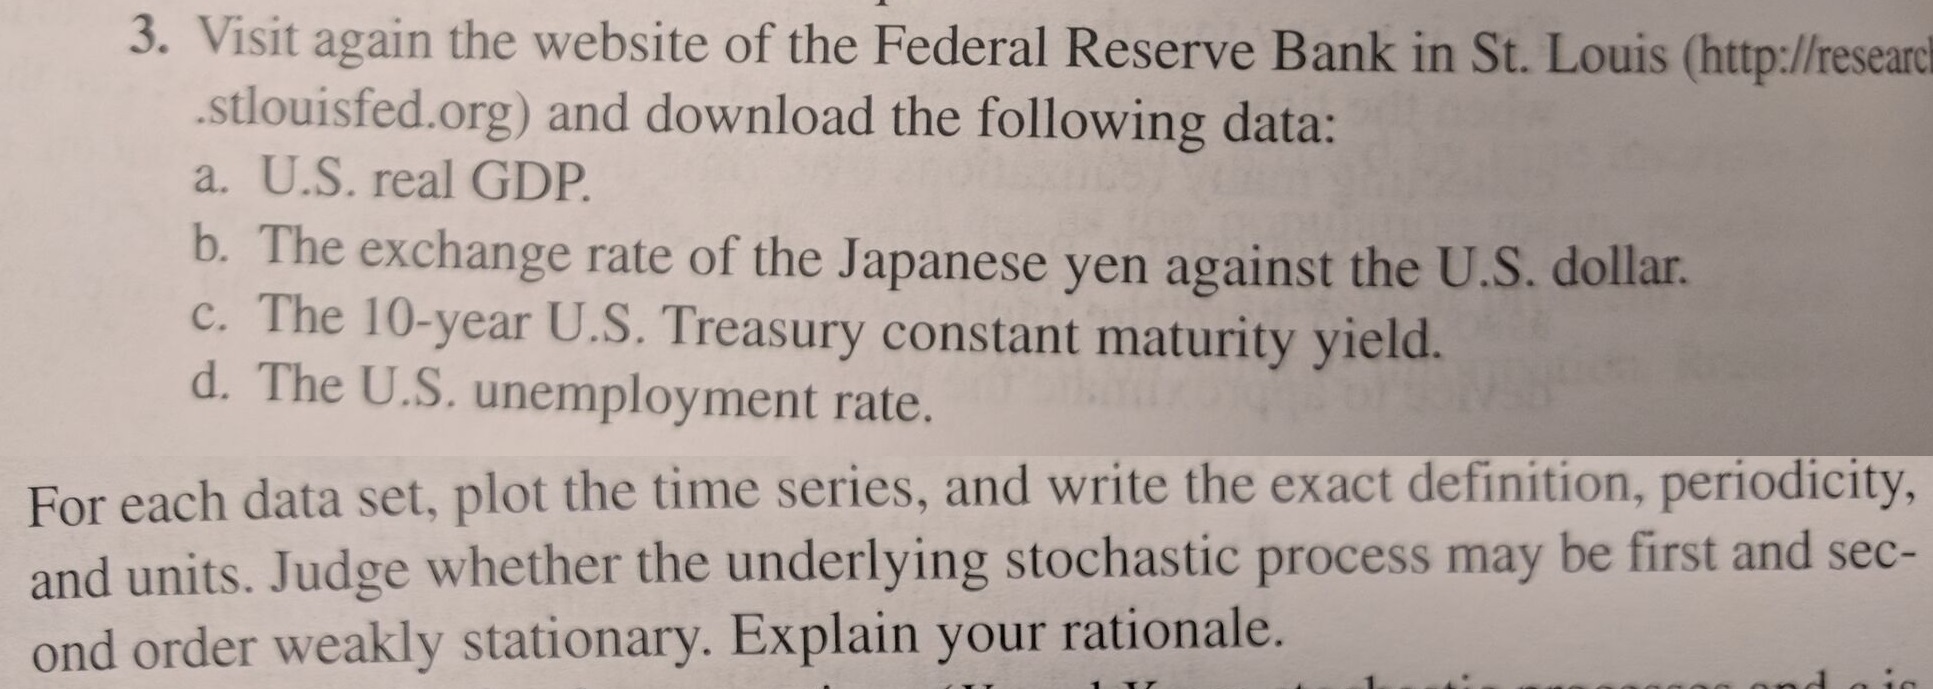 3. Visit again the website of the Federal Reserve Bank in St. Louis (http://research
.stlouisfed.org) and download the following data:
a. U.S. real GDP.
b. The exchange rate of the Japanese yen against the U.S. dollar.
c. The 10-year U.S. Treasury constant maturity yield.
d. The U.S. unemployment rate.
For each data set, plot the time series, and write the exact definition, periodicity,
and units. Judge whether the underlying stochastic process may be first and sec-
ond order weakly stationary. Explain your rationale.